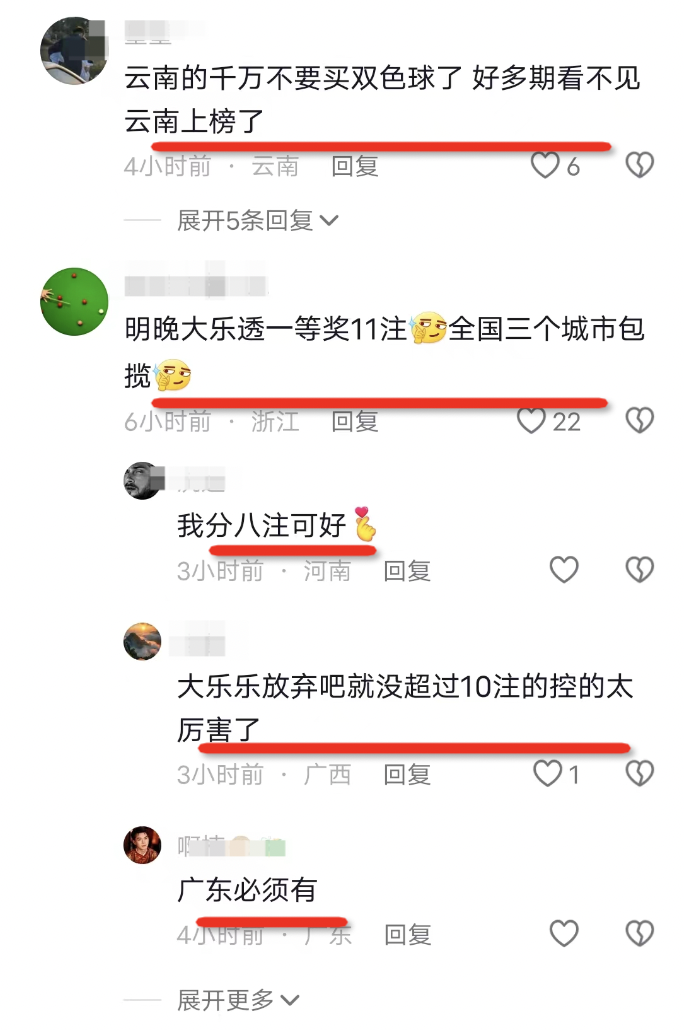 云南的千万不要买双色球了 好多期看不见
云南上榜了
4小时前 · 云南 回复 6
展开5条回复
明晚大乐透一等奖11注全国三个城市包
揽
6小时前 · 浙江 回复 22
我分八注可好
3小时前 · 河南 回复
大乐乐放弃吧就没超过10注的控的太
厉害了
3小时前 · 广西 回复 1
啊
广东必须有
4小时前 · 广东 回复
展开更多